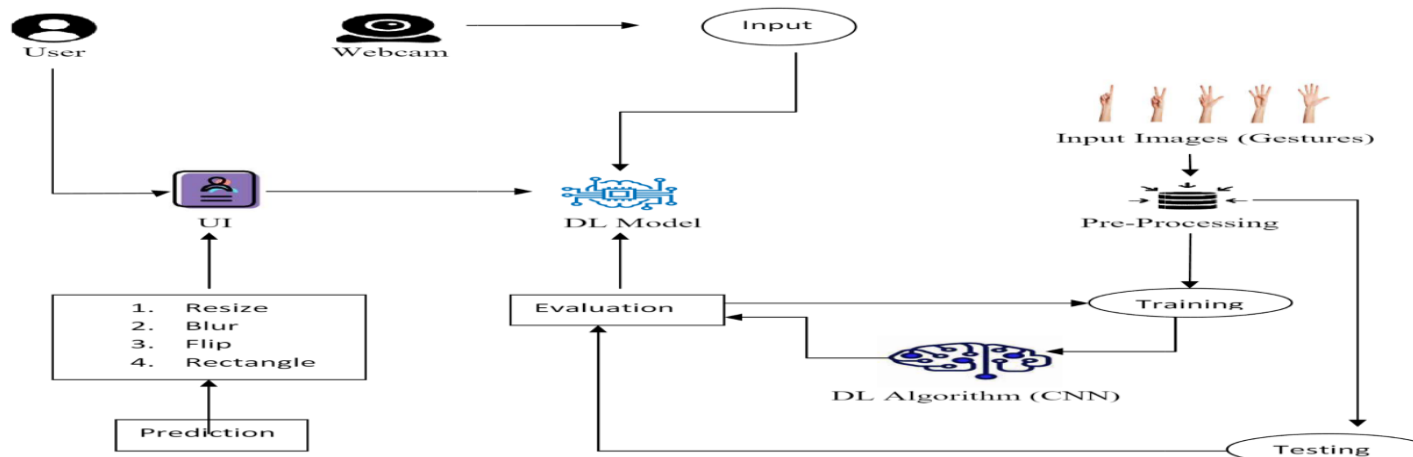 User
Webcam
Input
Input Images (Gestures)
UI
DL Model
Pre-Processing
1. Resize
2. Blur
3. Flip
4. Rectangle
Evaluation
Training
DL Algorithm (CNN)
Prediction
Testing